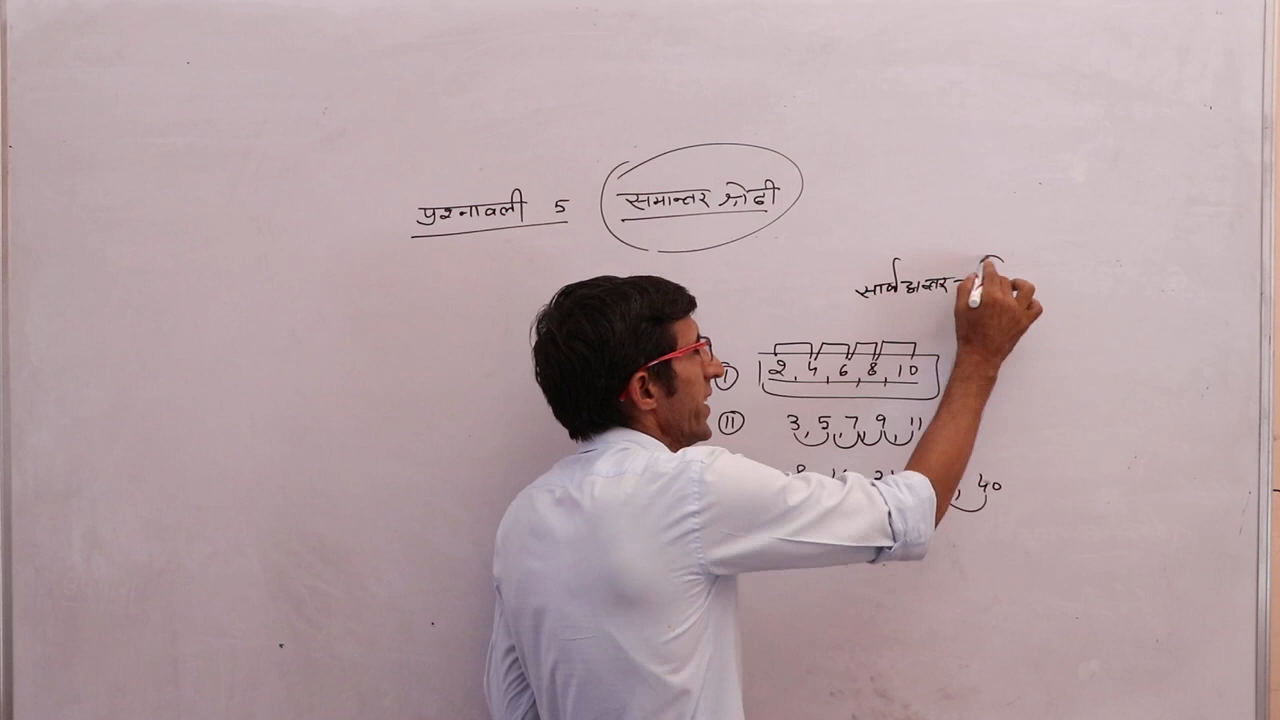 प्रश्नावली 5 समान्तर श्रेढी
सार्व अन्तर -
I 2, 4, 6, 8, 10
II 3, 5, 7, 9, 11
8 40